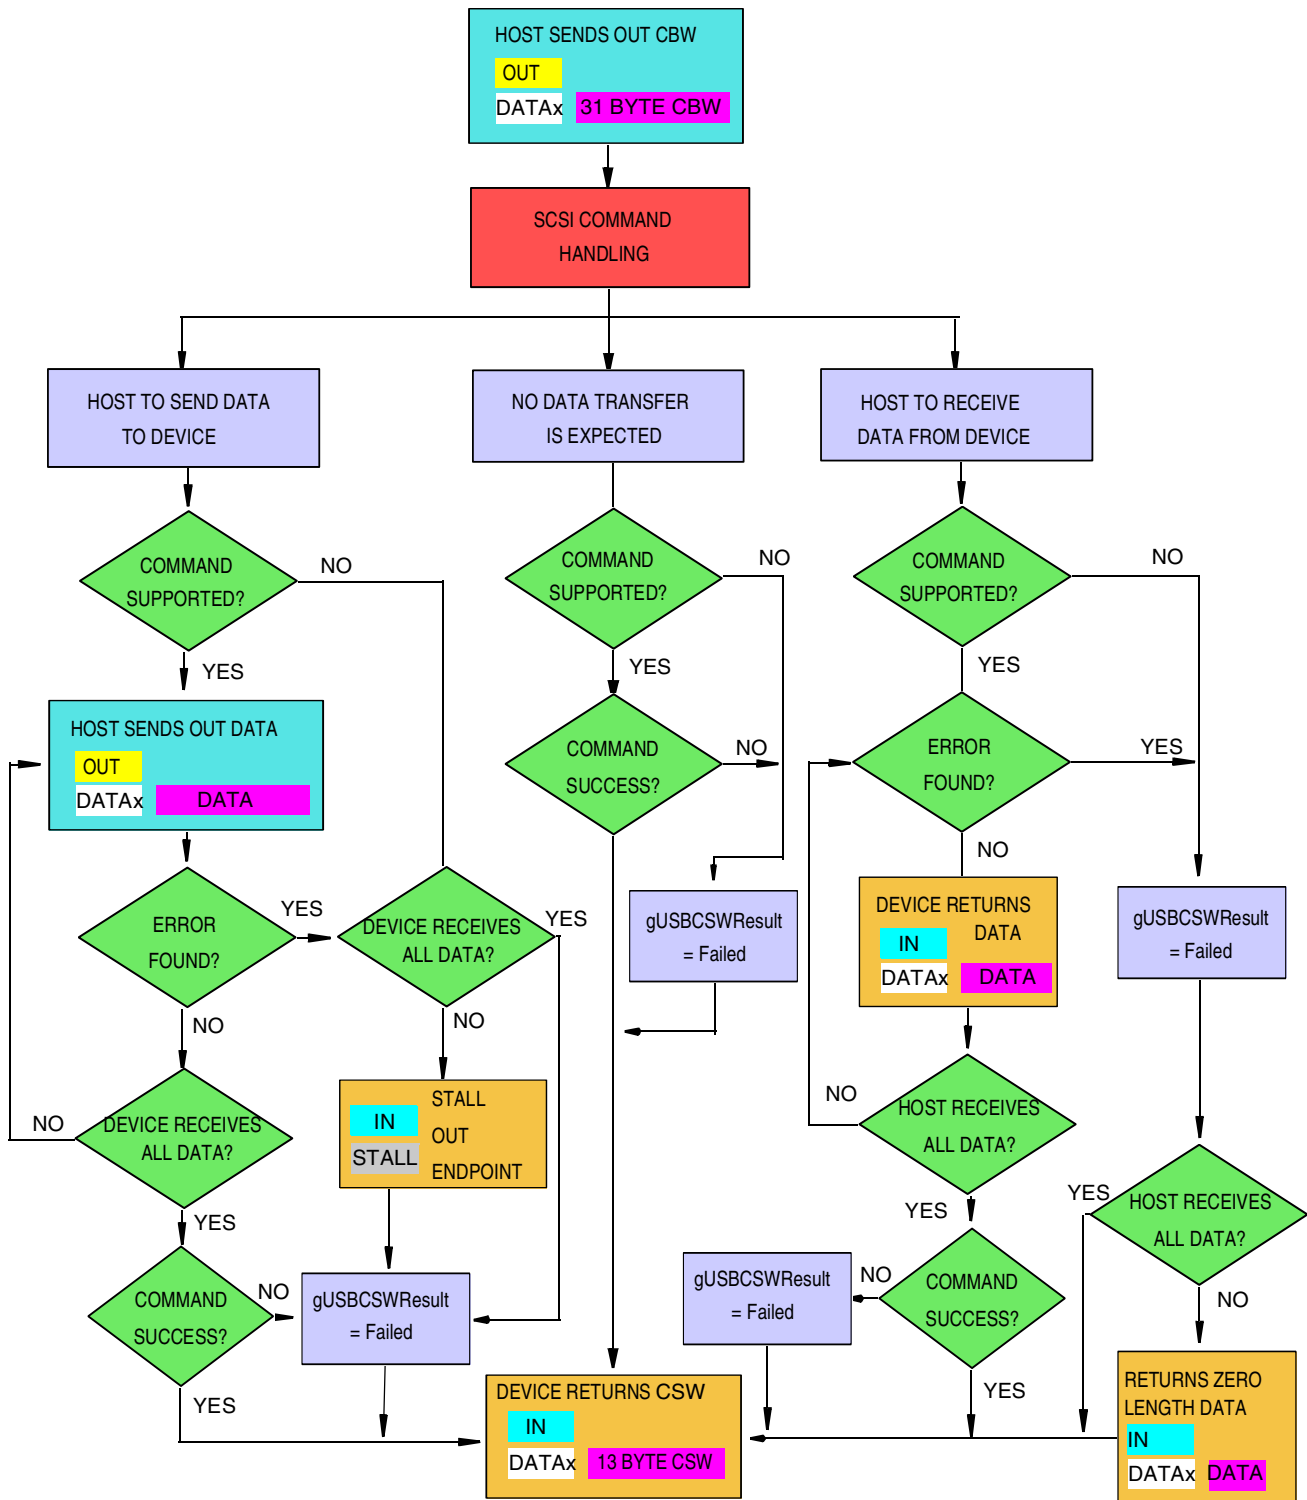 HOST SENDS OUT CBW
OUT
DATAx 31 BYTE CBW
SCSI COMMAND
HANDLING
HOST TO SEND DATA
TO DEVICE
NO DATA TRANSFER
IS EXPECTED
HOST TO RECEIVE
DATA FROM DEVICE
COMMAND
SUPPORTED?
NO
YES
COMMAND
SUPPORTED?
NO
YES
COMMAND
SUPPORTED?
NO
YES
HOST SENDS OUT DATA
OUT
DATAx DATA
COMMAND
SUCCESS?
NO
ERROR
FOUND?
YES
NO
ERROR
FOUND?
YES
NO
DEVICE RECEIVES
ALL DATA?
YES
NO
gUSBCSWResult
= Failed
DEVICE RETURNS
DATA
IN
DATAx DATA
gUSBCSWResult
= Failed
DEVICE RECEIVES
ALL DATA?
NO
YES
STALL
OUT
ENDPOINT
IN
STALL
HOST RECEIVES
ALL DATA?
NO
YES
HOST RECEIVES
ALL DATA?
YES
NO
COMMAND
SUCCESS?
NO
YES
gUSBCSWResult
= Failed
gUSBCSWResult
= Failed
COMMAND
SUCCESS?
NO
YES
DEVICE RETURNS CSW
IN
DATAx 13 BYTE CSW
RETURNS ZERO
LENGTH DATA
IN
DATAx DATA